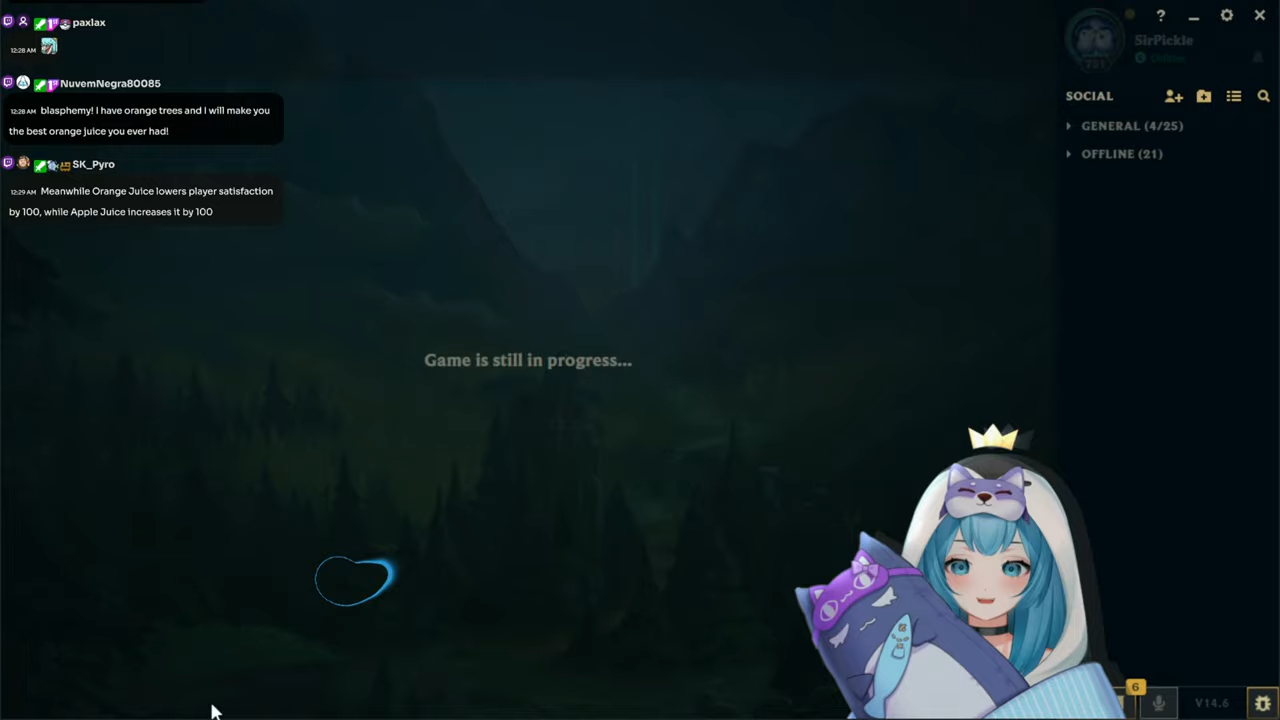 paxlax
12:28 AM
NuvemNegra80085
12:28 AM blasphemy! I have orange trees and I will make you
the best orange juice you ever had!
SK_Pyro
12:29 AM Meanwhile Orange Juice lowers player satisfaction
by 100, while Apple Juice increases it by 100
Game is still in progress...
?
SirPickle
SOCIAL
GENERAL (4/25)
OFFLINE (21)
6
V14.6